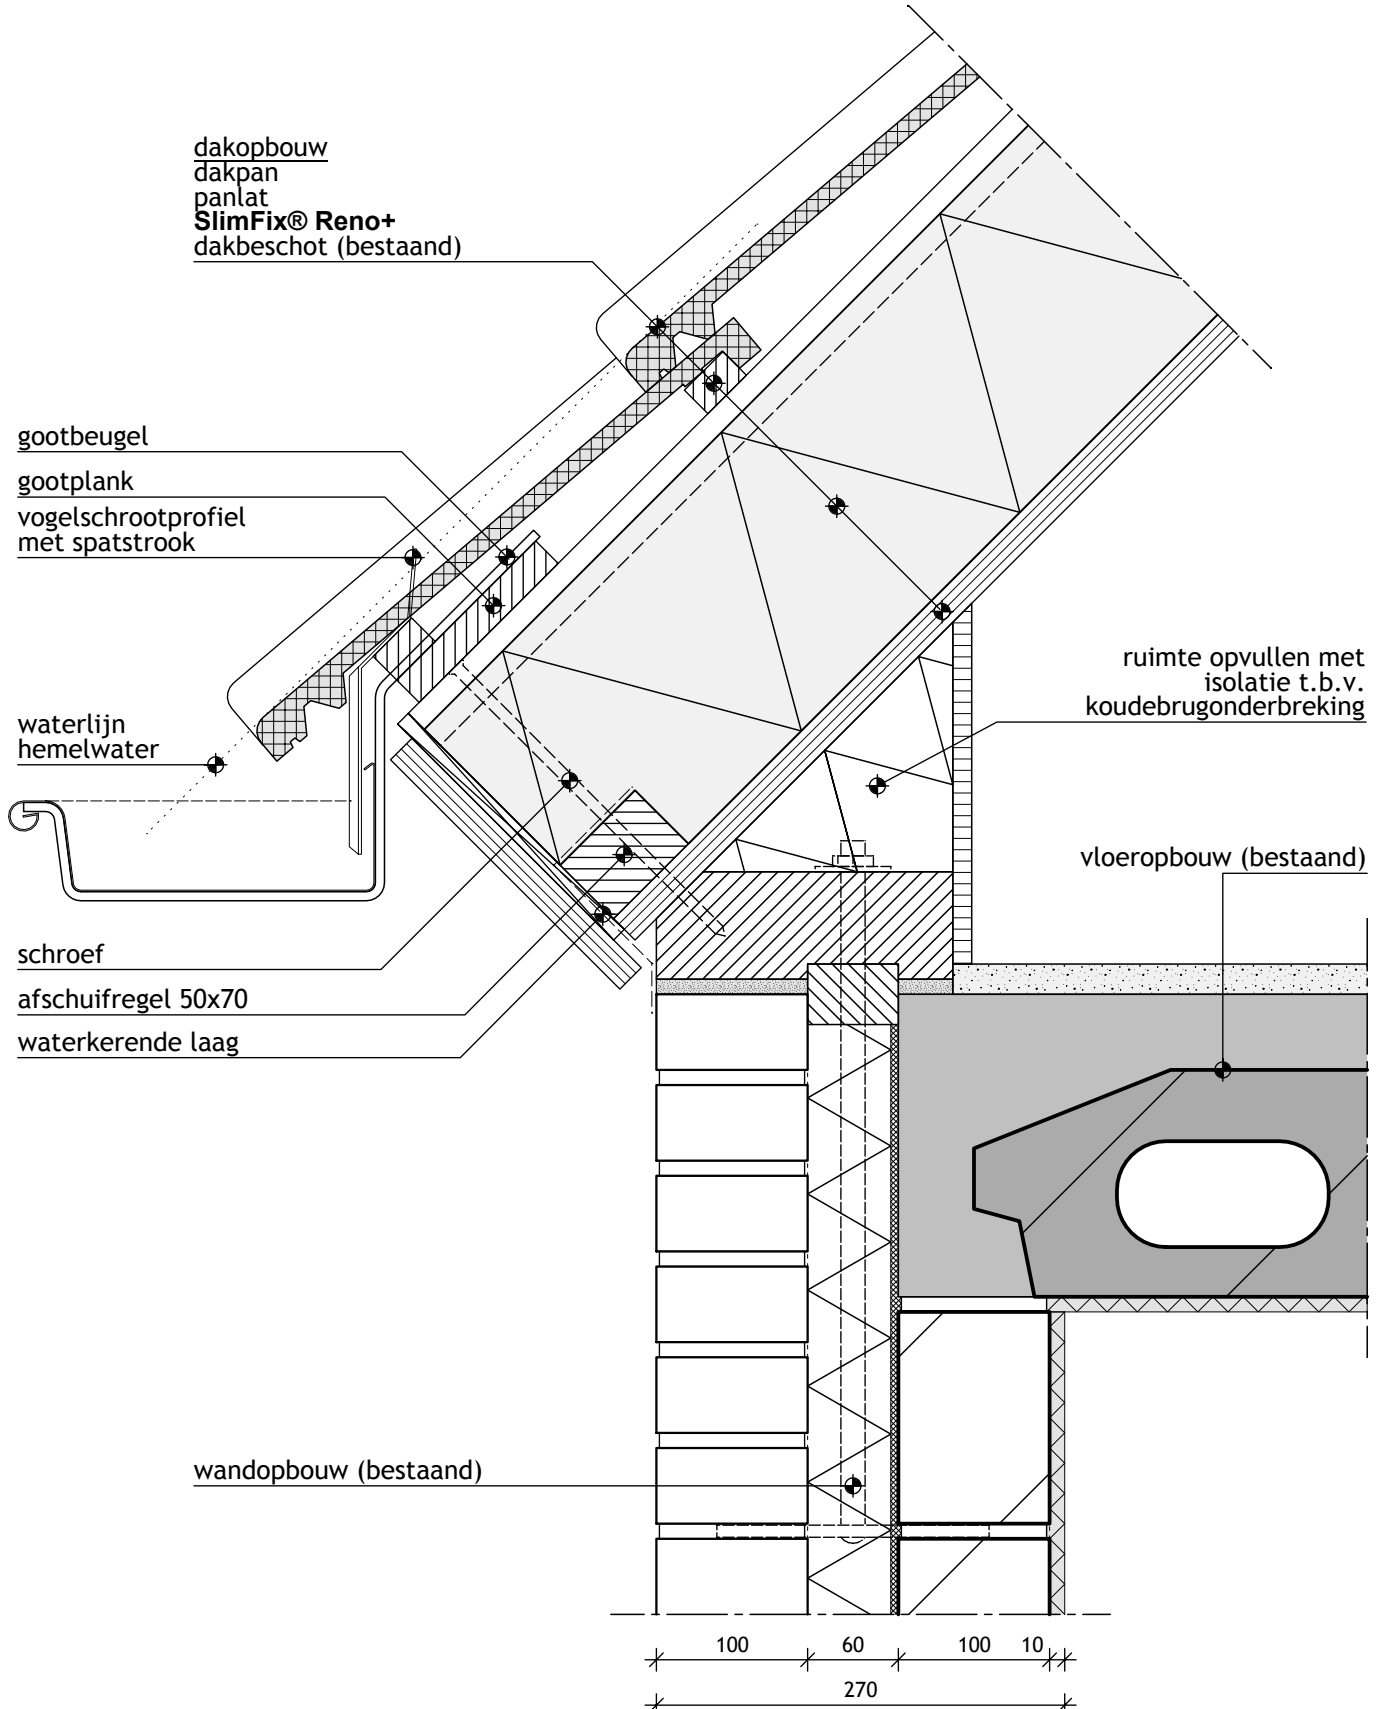 dakopbouw
dakpan
panlat
SlimFix® Reno+
dakbeschot (bestaand)
gootbeugel
gootplank
vogelschrootprofiel
met spatstrook
ruimte opvullen met
isolatie t.b.v.
koudebrugonderbreking
waterlijn
hemelwater
vloeropbouw (bestaand)
schroef
afschuifregel 50x70
waterkerende laag
wandopbouw (bestaand)
100 60 100 10
270